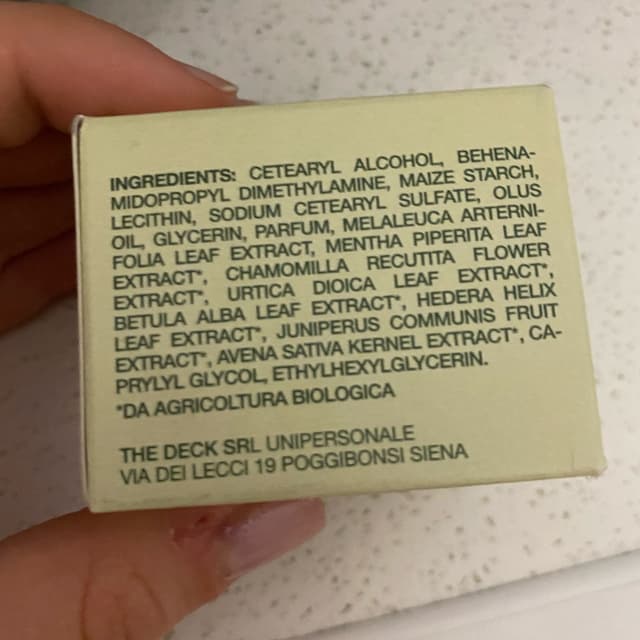 INGREDIENTS: CETEARYL ALCOHOL, BEHENA-
MIDOPROPYL DIMETHYLAMINE, MAIZE STARCH,
LECITHIN, SODIUM CETEARYL SULFATE, OLUS
OIL, GLYCERIN, PARFUM, MELALEUCA ARTERNI-
FOLIA LEAF EXTRACT, MENTHA PIPERITA LEAF
EXTRACT*, CHAMOMILLA RECUTITA FLOWER
EXTRACT*, URTICA DIOICA LEAF EXTRACT*,
BETULA ALBA LEAF EXTRACT*, HEDERA HELIX
LEAF EXTRACT*, JUNIPERUS COMMUNIS FRUIT
EXTRACT*, AVENA SATIVA KERNEL EXTRACT*, CA-
PRYLYL GLYCOL, ETHYLHEXYLGLYCERIN.
*DA AGRICOLTURA BIOLOGICA
THE DECK SRL UNIPERSONALE
VIA DEI LECCI 19 POGGIBONSI SIENA